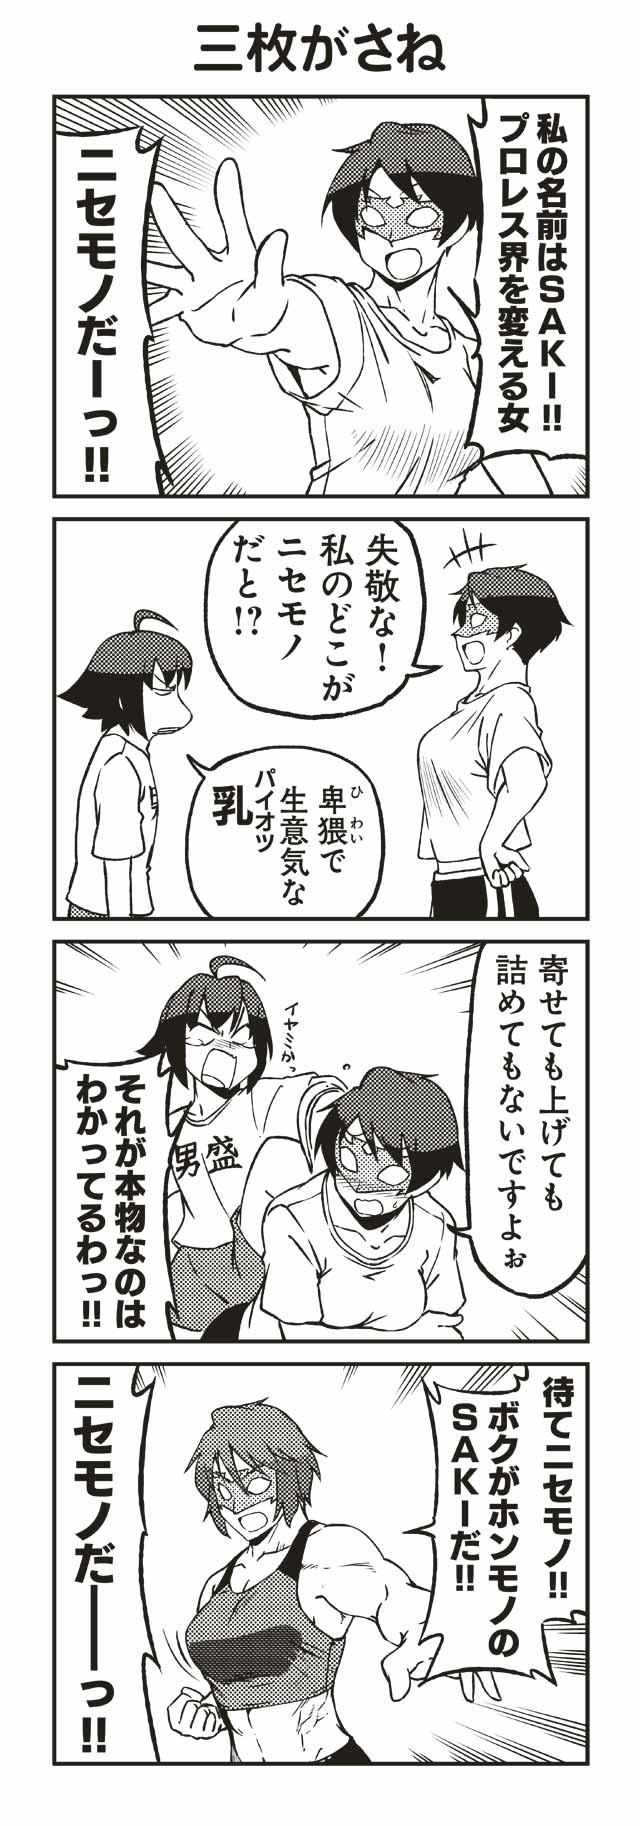 三枚がさね
私の名前はSAKI!!
プロレス界を変える女
ニセモノだーっ!!
失敬な!
私のどこが
ニセモノ
だと!?
卑猥で
ひわい
生意気な
乳
パイオツ
寄せても上げても
詰めてもないですよぉ
イヤミかっ
男盛
それが本物なのは
わかってるわっ!!
待てニセモノ!!
ボクがホンモノの
SAKIだ!!
ニセモノだ――っ!!